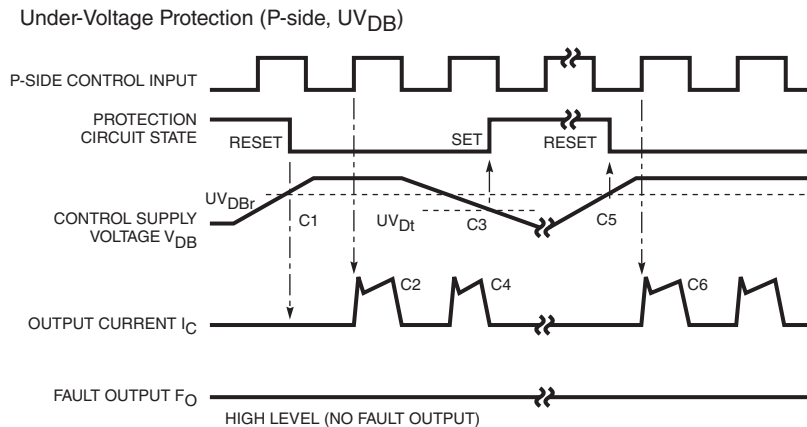 Under-Voltage Protection (P-side, UVDB)
P-SIDE CONTROL INPUT
PROTECTION
CIRCUIT STATE
RESET
SET
RESET
UVDBr
C1
UVDt
C3
C5
CONTROL SUPPLY
VOLTAGE VDB
C2
C4
C6
OUTPUT CURRENT IC
FAULT OUTPUT FO
HIGH LEVEL (NO FAULT OUTPUT)